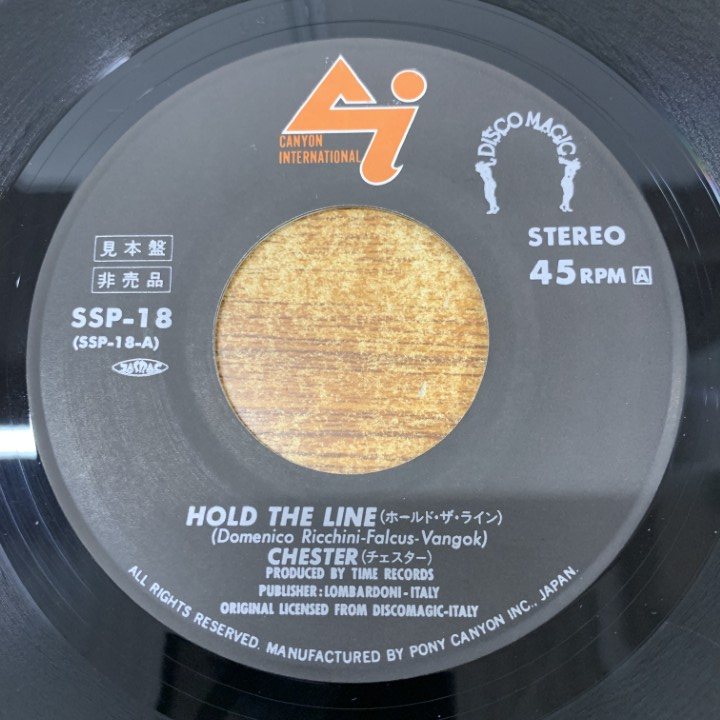 CANYON
INTERNATIONAL
DISCO MAGIC
STEREO
45 RPM A
見本盤
非売品
SSP-18
(SSP-18-A)
JASRAC
HOLD THE LINE (ホールド・ザ・ライン)
(Domenico Ricchini-Falcus-Vangok)
CHESTER (チェスター)
PRODUCED BY TIME RECORDS
PUBLISHER: LOMBARDONI-ITALY
ORIGINAL LICENSED FROM DISCOMAGIC-ITALY
ALL RIGHTS RESERVED. MANUFACTURED BY PONY CANYON INC., JAPAN.